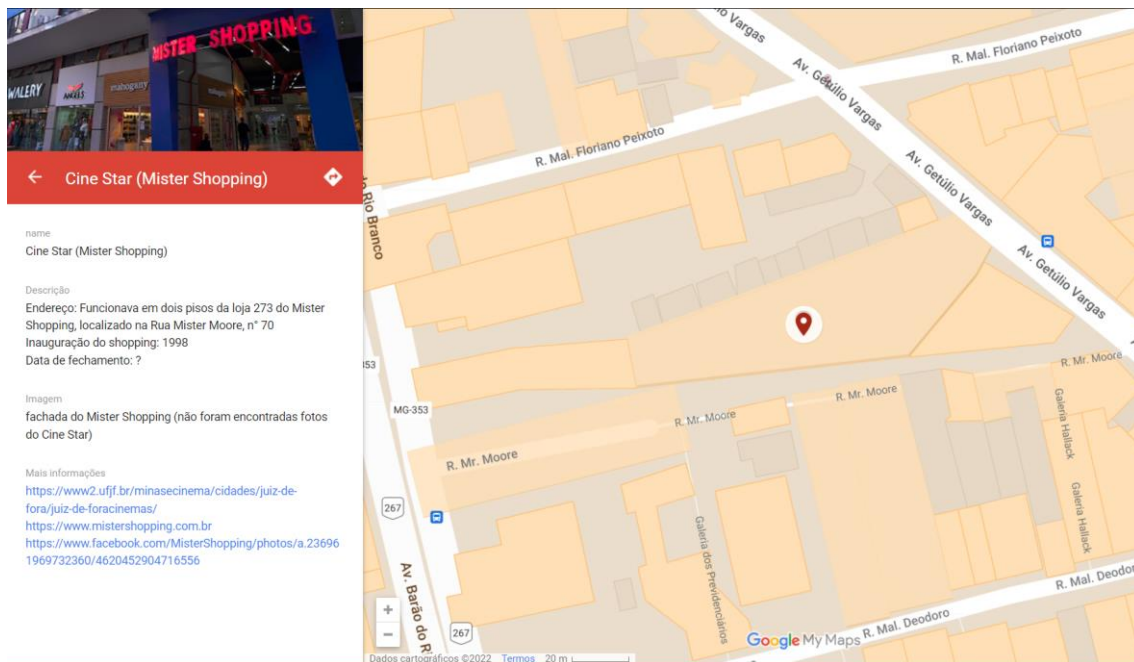 MISTER SHOPPING
WALERY
ANGLES
mahogany
Cine Star (Mister Shopping)
name
Cine Star (Mister Shopping)
Descrição
Endereço: Funcionava em dois pisos da loja 273 do Mister
Shopping, localizado na Rua Mister Moore, n° 70
Inauguração do shopping: 1998
Data de fechamento: ?
Imagem
fachada do Mister Shopping (não foram encontradas fotos
do Cine Star)
Mais informações
https://www2.ufjf.br/minasecinema/cidades/juiz-de-
fora/juiz-de-foracinemas/
https://www.mistershopping.com.br
https://www.facebook.com/MisterShopping/photos/a.23696
1969732360/4620452904716556
Vargas
R. Mal. Floriano Peixoto
Av. Getúlio Vargas
R. Mal. Floriano Peixoto
Av. Getúlio Vargas
do Rio Branco
Av. Getúlio Vargas
R. Mr. Moore
353
MG-353
R. Mr. Moore
R. Mr. Moore
Galeria Hallack
R. Mr. Moore
267
Galeria dos Previdenciários
Galeria Hallack
Av. Barão do Ri
R. Mal. Deodoro
R. Mal. Deodoro
267
+
−
Google My Maps
Dados cartográficos ©2022 Termos 20 m